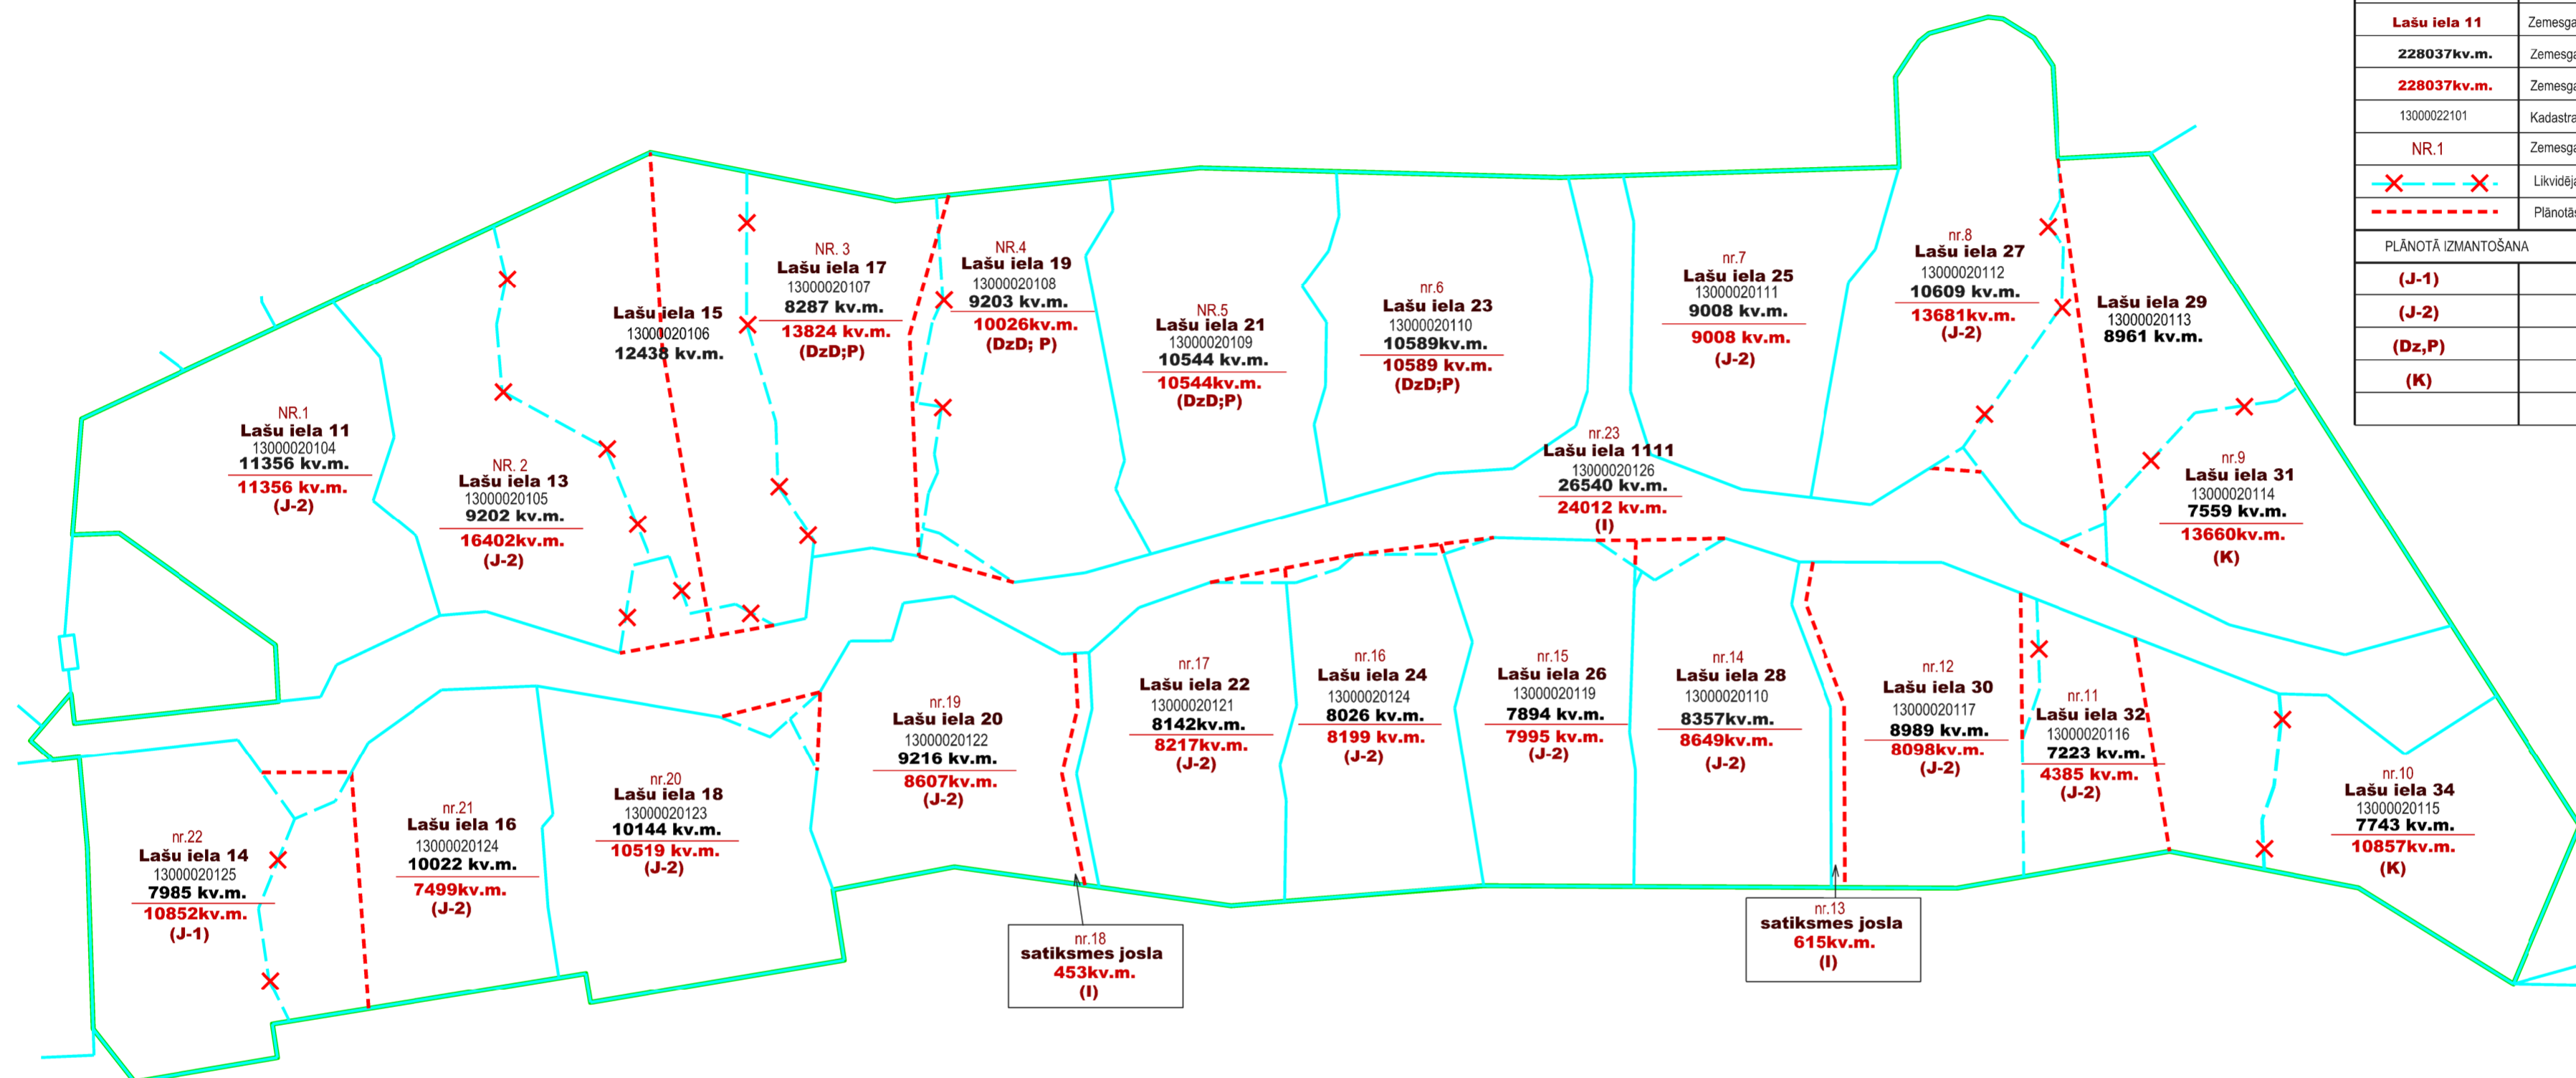 NR.1
Lašu iela 11
13000020104
11356 kv.m.
11356 kv.m.
(J-2)
NR. 2
Lašu iela 13
13000020105
9202 kv.m.
16402kv.m.
(J-2)
Lašu iela 15
13000020106
12438 kv.m.
NR. 3
Lašu iela 17
13000020107
8287 kv.m.
13824 kv.m.
(DzD;P)
NR.4
Lašu iela 19
13000020108
9203 kv.m.
10026kv.m.
(DzD; P)
NR.5
Lašu iela 21
13000020109
10544 kv.m.
10544kv.m.
(DzD;P)
nr.6
Lašu iela 23
13000020110
10589kv.m.
10589 kv.m.
(DzD;P)
nr.7
Lašu iela 25
13000020111
9008 kv.m.
9008 kv.m.
(J-2)
nr.8
Lašu iela 27
13000020112
10609 kv.m.
13681kv.m.
(J-2)
Lašu iela 29
13000020113
8961 kv.m.
nr.9
Lašu iela 31
13000020114
7559 kv.m.
13660kv.m.
(K)
nr.23
Lašu iela 1111
13000020126
26540 kv.m.
24012 kv.m.
(I)
nr.22
Lašu iela 14
13000020125
7985 kv.m.
10852kv.m.
(J-1)
nr.21
Lašu iela 16
13000020124
10022 kv.m.
7499kv.m.
(J-2)
nr.20
Lašu iela 18
13000020123
10144 kv.m.
10519 kv.m.
(J-2)
nr.19
Lašu iela 20
13000020122
9216 kv.m.
8607kv.m.
(J-2)
nr.18
satiksmes josla
453kv.m.
(I)
nr.17
Lašu iela 22
13000020121
8142kv.m.
8217kv.m.
(J-2)
nr.16
Lašu iela 24
13000020124
8026 kv.m.
8199 kv.m.
(J-2)
nr.15
Lašu iela 26
13000020119
7894 kv.m.
7995 kv.m.
(J-2)
nr.14
Lašu iela 28
13000020110
8357kv.m.
8649kv.m.
(J-2)
nr.13
satiksmes josla
615kv.m.
(I)
nr.12
Lašu iela 30
13000020117
8989 kv.m.
8098kv.m.
(J-2)
nr.11
Lašu iela 32
13000020116
7223 kv.m.
4385 kv.m.
(J-2)
nr.10
Lašu iela 34
13000020115
7743 kv.m.
10857kv.m.
(K)
Lašu iela 11 Zemesga
228037kv.m. Zemesga
228037kv.m. Zemesga
13000022101 Kadastra
NR.1 Zemesga
Likvidēja
Plānotās
PLĀNOTĀ IZMANTOŠANA
(J-1)
(J-2)
(Dz,P)
(K)